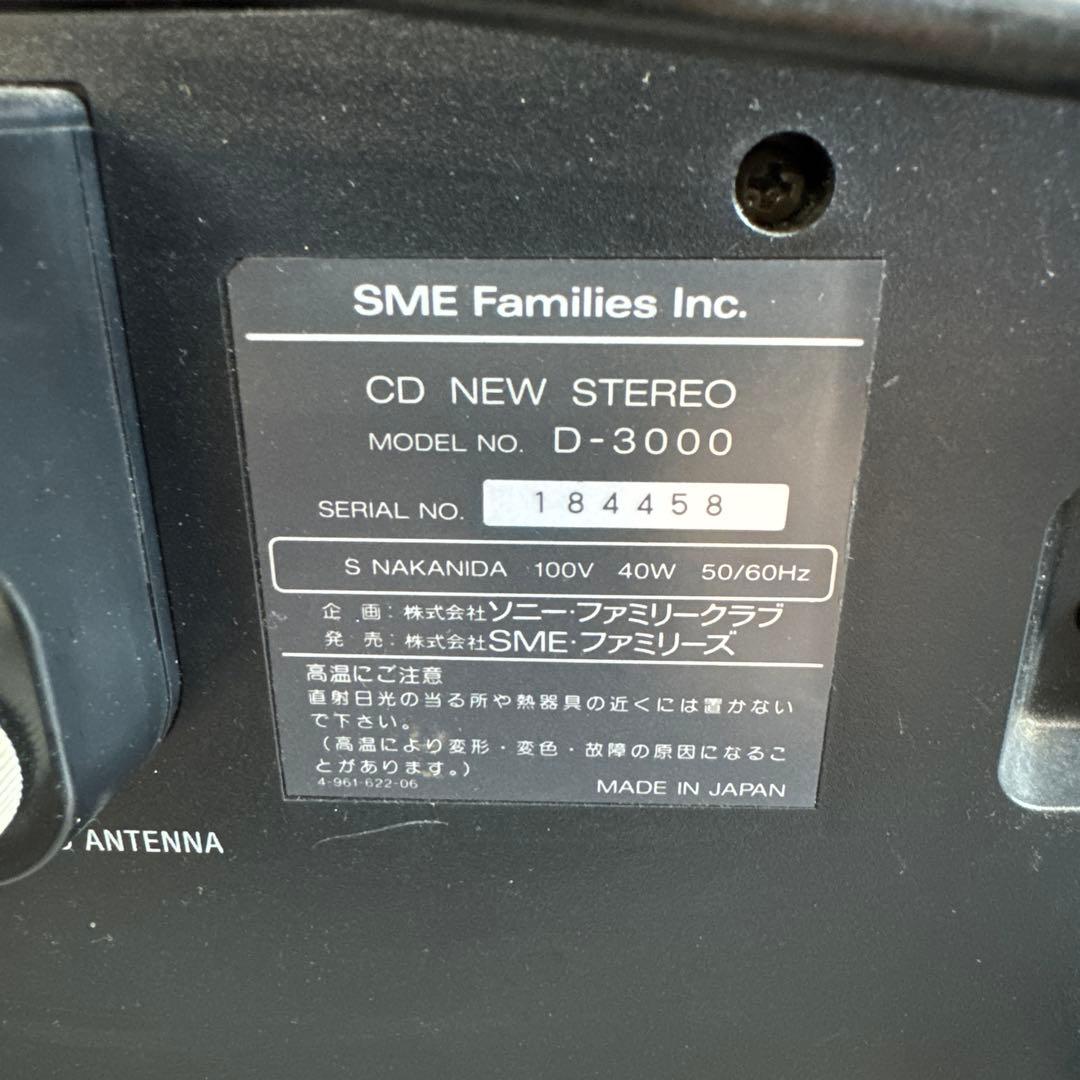 SME Families Inc.
CD NEW STEREO
MODEL NO. D-3000
SERIAL NO. 184458
S NAKANIDA 100V 40W 50/60Hz
企画：株式会社ソニー・ファミリークラブ
発売：株式会社SME・ファミリーズ
高温にご注意
直射日光の当る所や熱器具の近くには置かない
で下さい。
（高温により変形・変色・故障の原因になるこ
とがあります。）
4-961-622-06
MADE IN JAPAN
ANTENNA